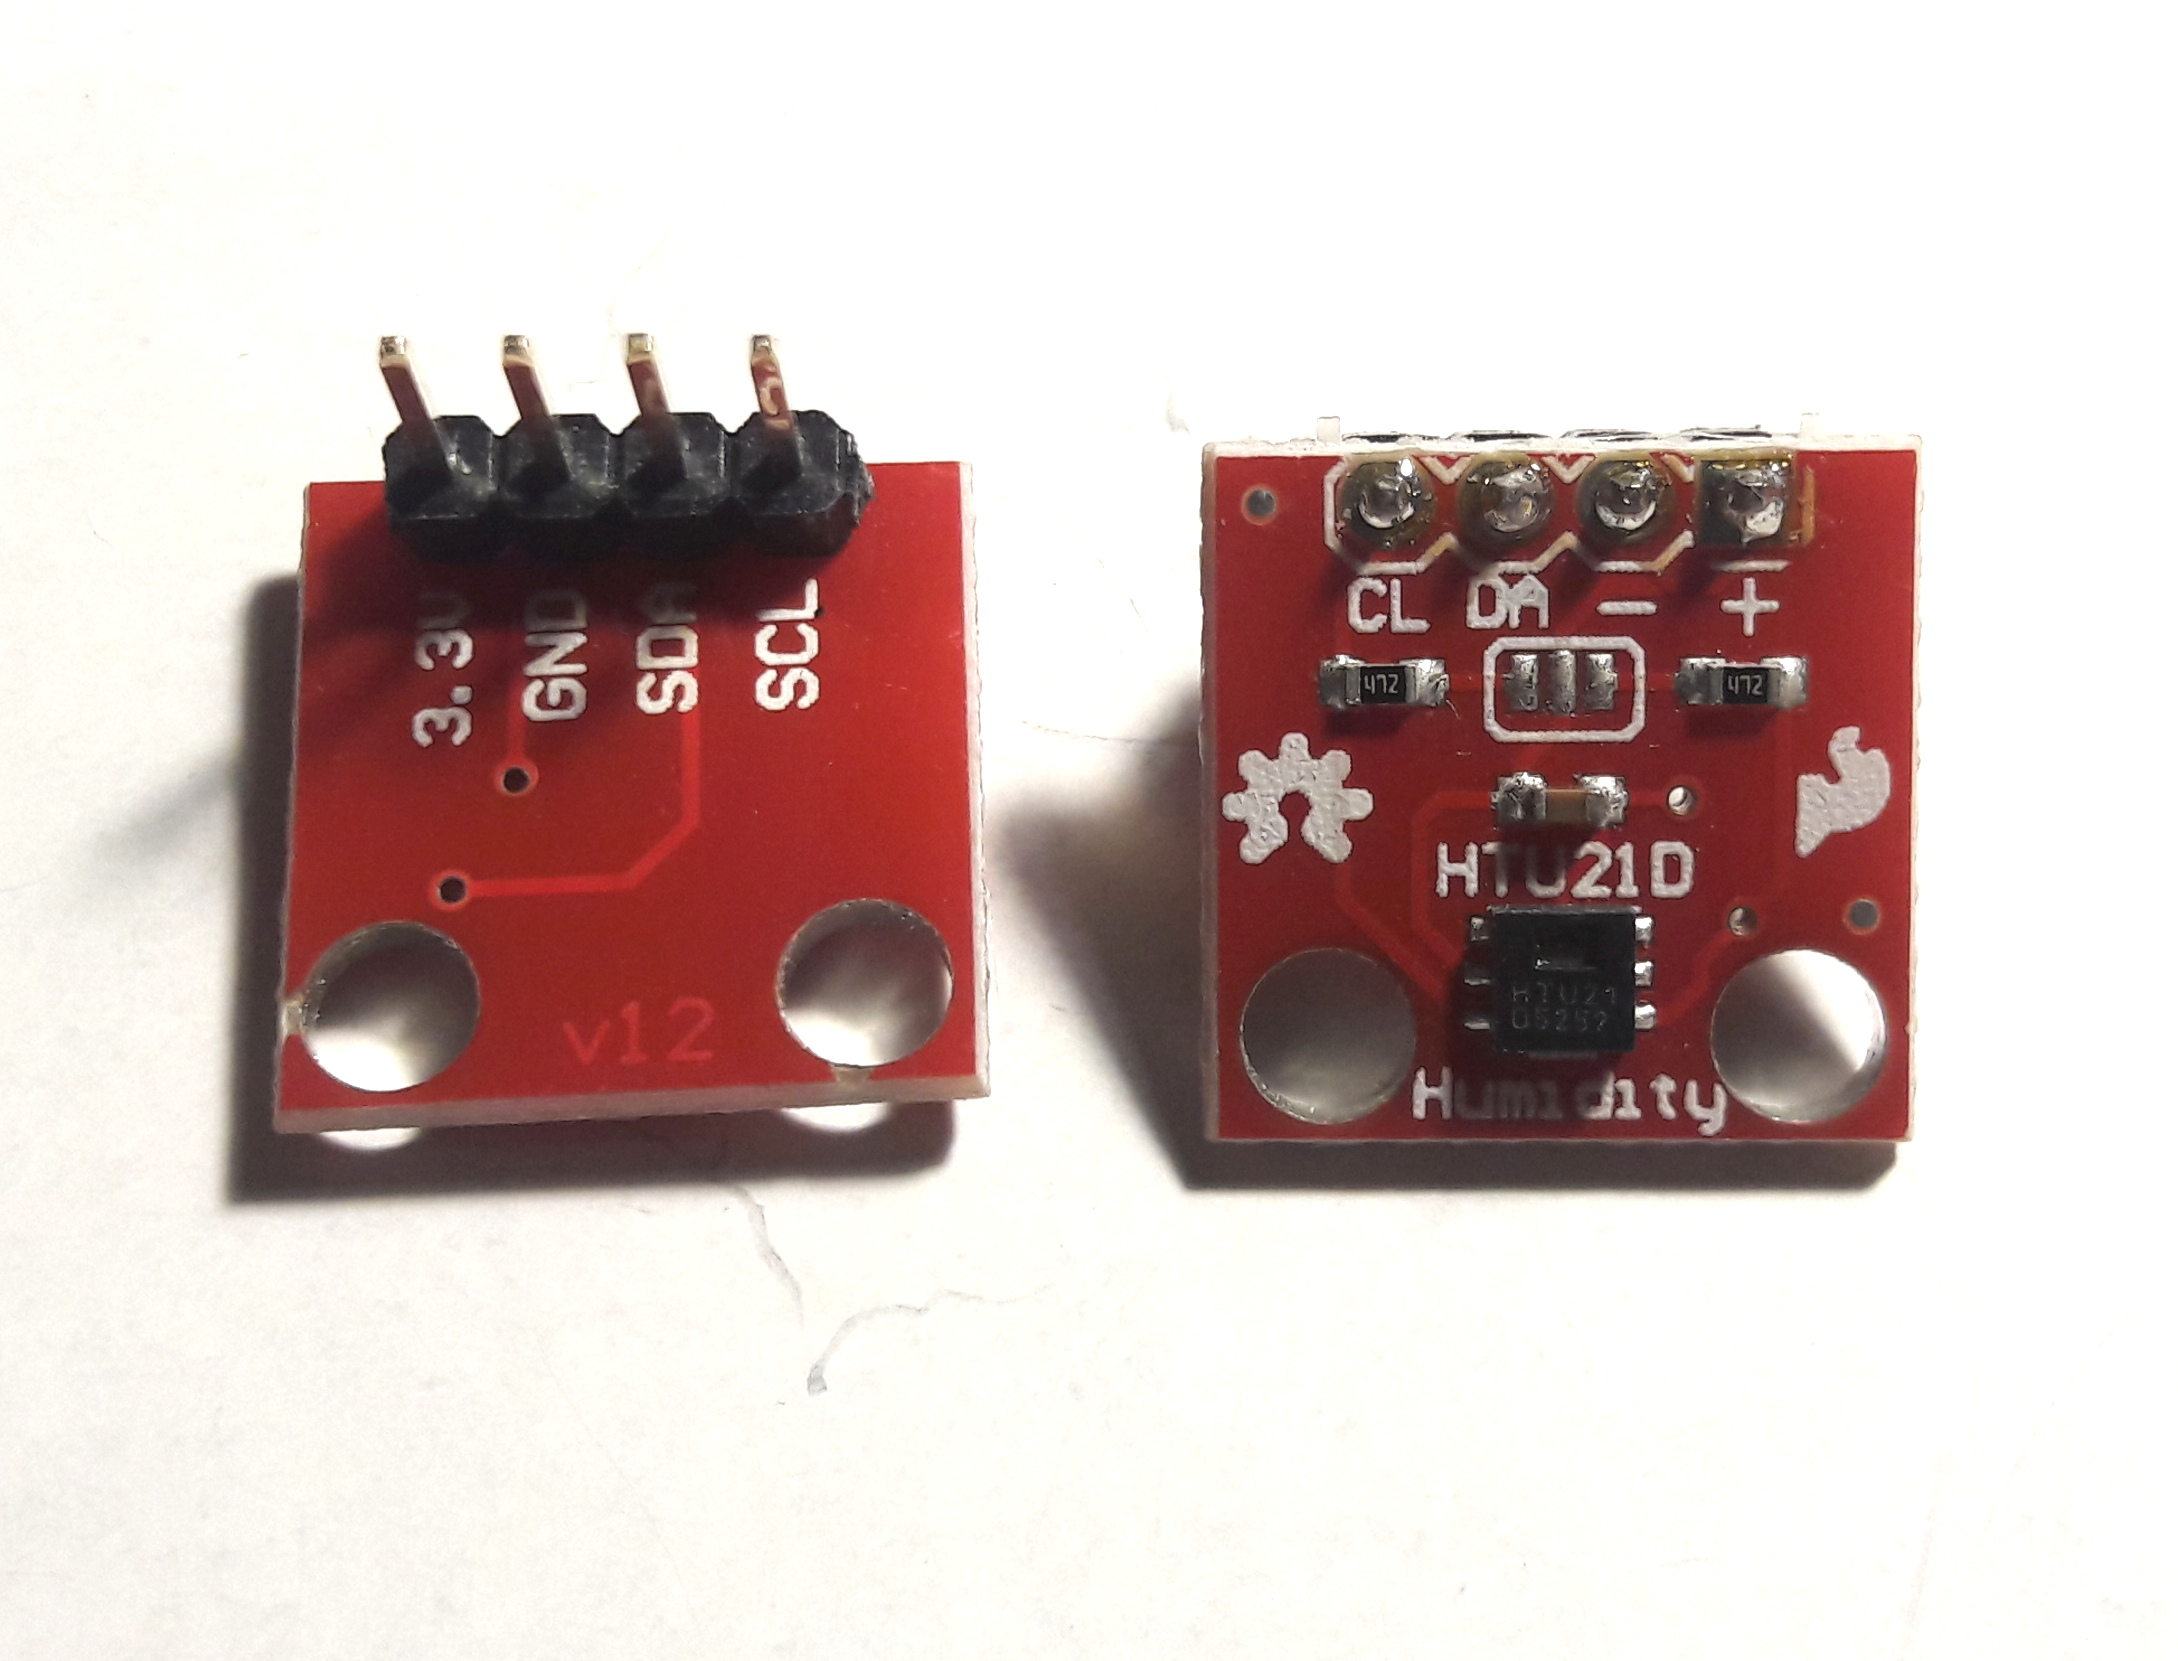 3.3V
GND
SDA
SCL
v12
CL DA - +
472
472
HTU21D
HTU21
Humidity